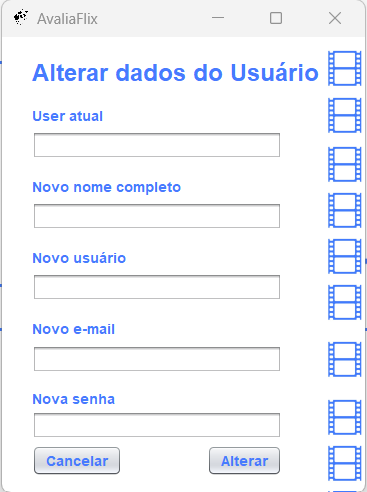 AvaliaFlix
Alterar dados do Usuário
User atual
Novo nome completo
Novo usuário
Novo e-mail
Nova senha
Cancelar Alterar